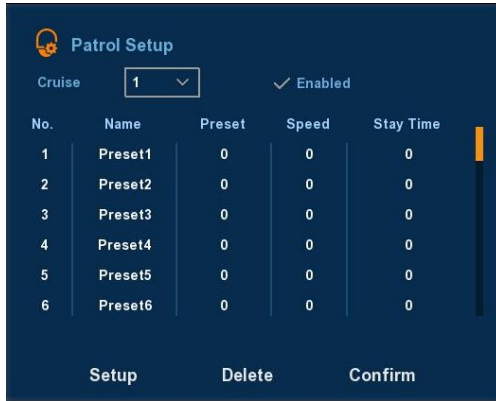 Patrol Setup
Cruise 1 Enabled
No. Name Preset Speed Stay Time
1 Preset1 0 0 0
2 Preset2 0 0 0
3 Preset3 0 0 0
4 Preset4 0 0 0
5 Preset5 0 0 0
6 Preset6 0 0 0
Setup Delete Confirm